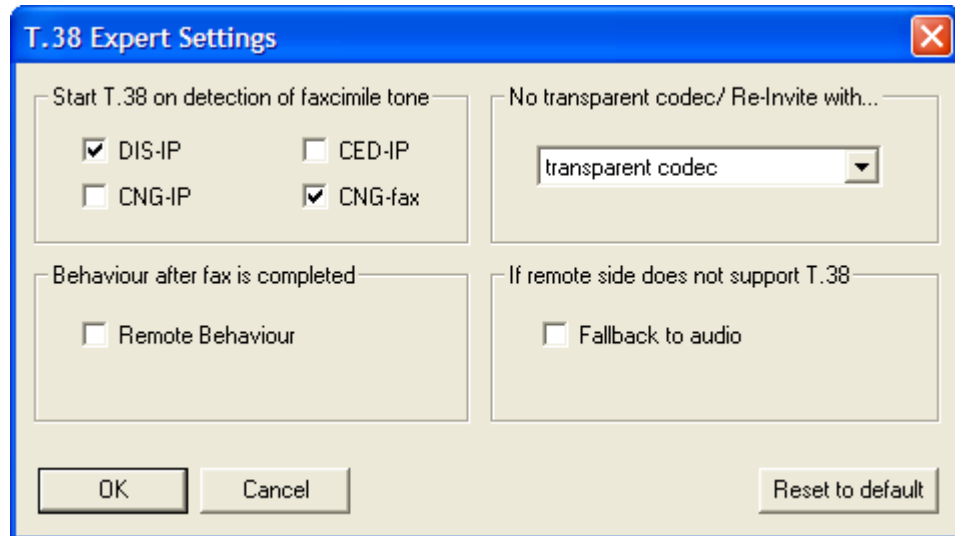 T.38 Expert Settings
Start T.38 on detection of faxcimile tone
DIS-IP
CED-IP
CNG-IP
CNG-fax
No transparent codec/ Re-Invite with...
transparent codec
Behaviour after fax is completed
Remote Behaviour
If remote side does not support T.38
Fallback to audio
OK
Cancel
Reset to default